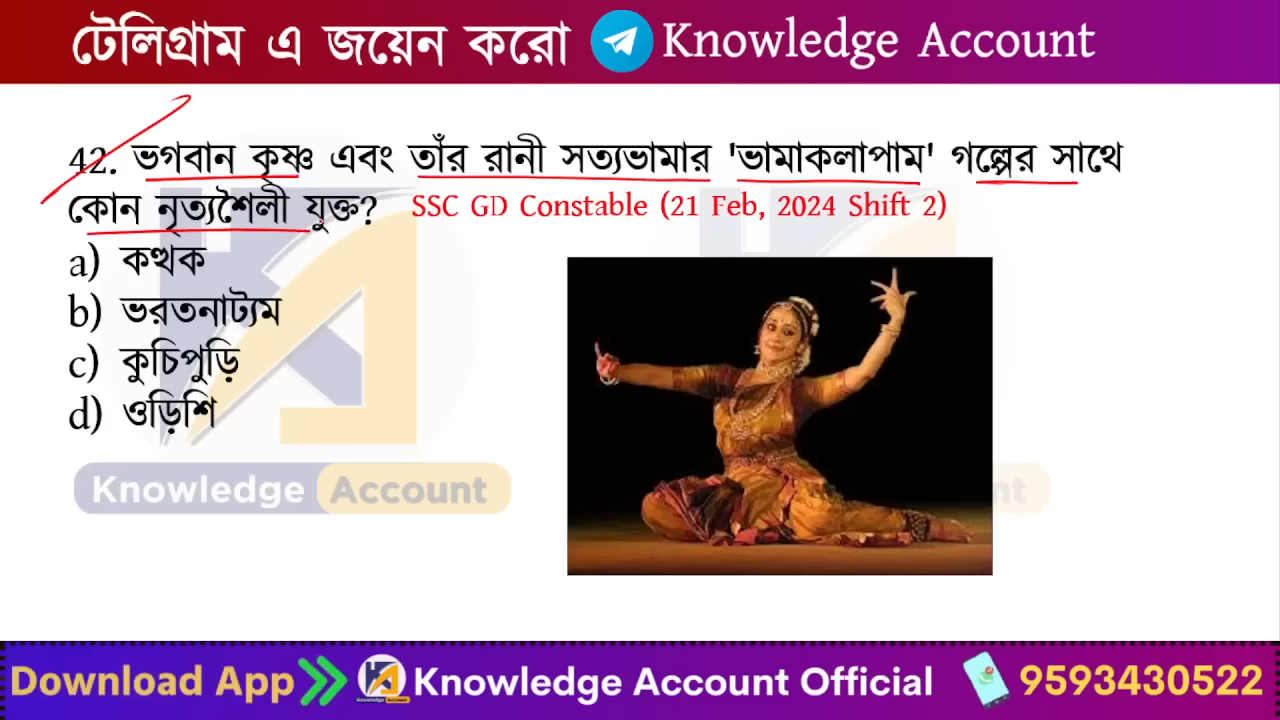 টেলিগ্রাম এ জয়েন করো Knowledge Account
42. ভগবান কৃষ্ণ এবং তাঁর রানী সত্যভামার 'ভামাকলাপাম' গল্পের সাথে
কোন নৃত্যশৈলী যুক্ত? SSC GD Constable (21 Feb, 2024 Shift 2)
a) কত্থক
b) ভরতনাট্যম
c) কুচিপুড়ি
d) ওড়িশি
Knowledge Account
Download App Knowledge Account Official 9593430522